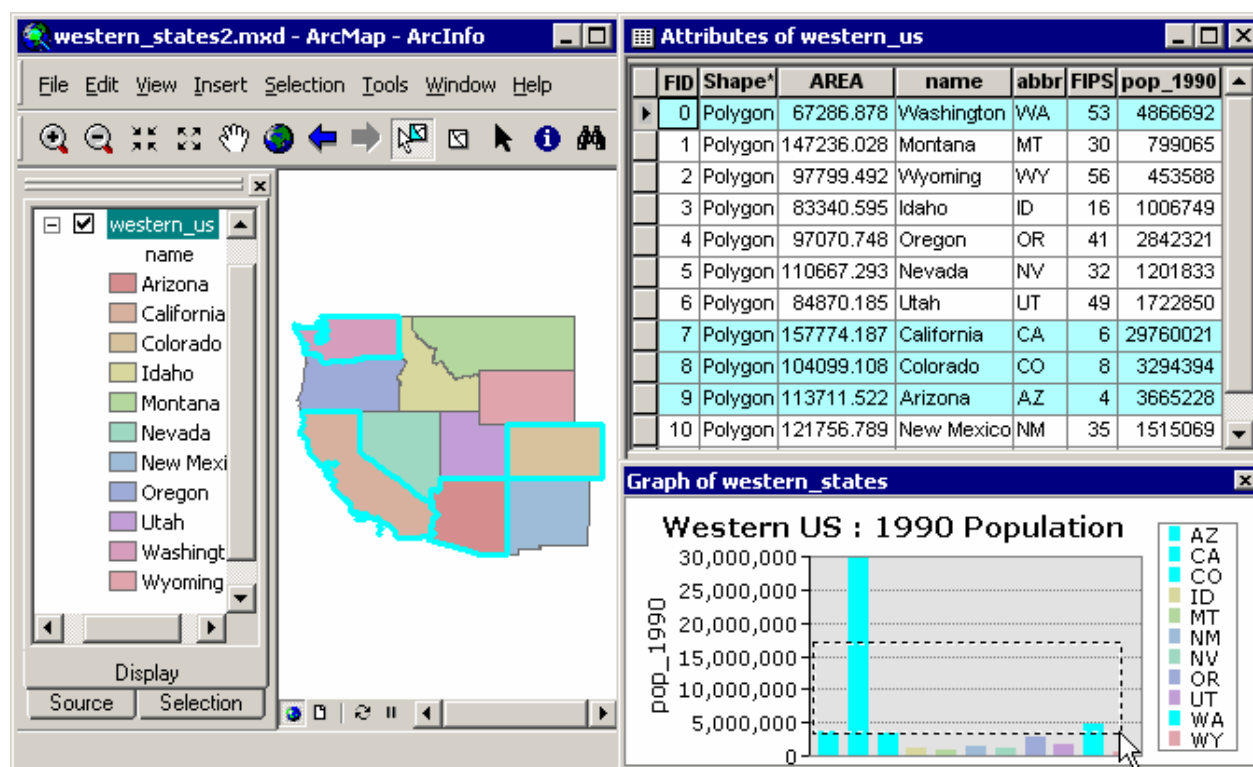 western_states2.mxd - ArcMap - ArcInfo
File Edit View Insert Selection Tools Window Help
western_us
name
Arizona
California
Colorado
Idaho
Montana
Nevada
New Mexi
Oregon
Utah
Washingt
Wyoming
Display
Source Selection
Attributes of western_us
FID Shape* AREA name abbr FIPS pop_1990
0 Polygon 67286.878 Washington WA 53 4866692
1 Polygon 147236.028 Montana MT 30 799065
2 Polygon 97799.492 Wyoming WY 56 453588
3 Polygon 83340.595 Idaho ID 16 1006749
4 Polygon 97070.748 Oregon OR 41 2842321
5 Polygon 110667.293 Nevada NV 32 1201833
6 Polygon 84870.185 Utah UT 49 1722850
7 Polygon 157774.187 California CA 6 29760021
8 Polygon 104099.108 Colorado CO 8 3294394
9 Polygon 113711.522 Arizona AZ 4 3665228
10 Polygon 121756.789 New Mexico NM 35 1515069
Graph of western_states
Western US : 1990 Population
pop_1990
30,000,000
25,000,000
20,000,000
15,000,000
10,000,000
5,000,000
0
AZ
CA
CO
ID
MT
NM
NV
OR
UT
WA
WY